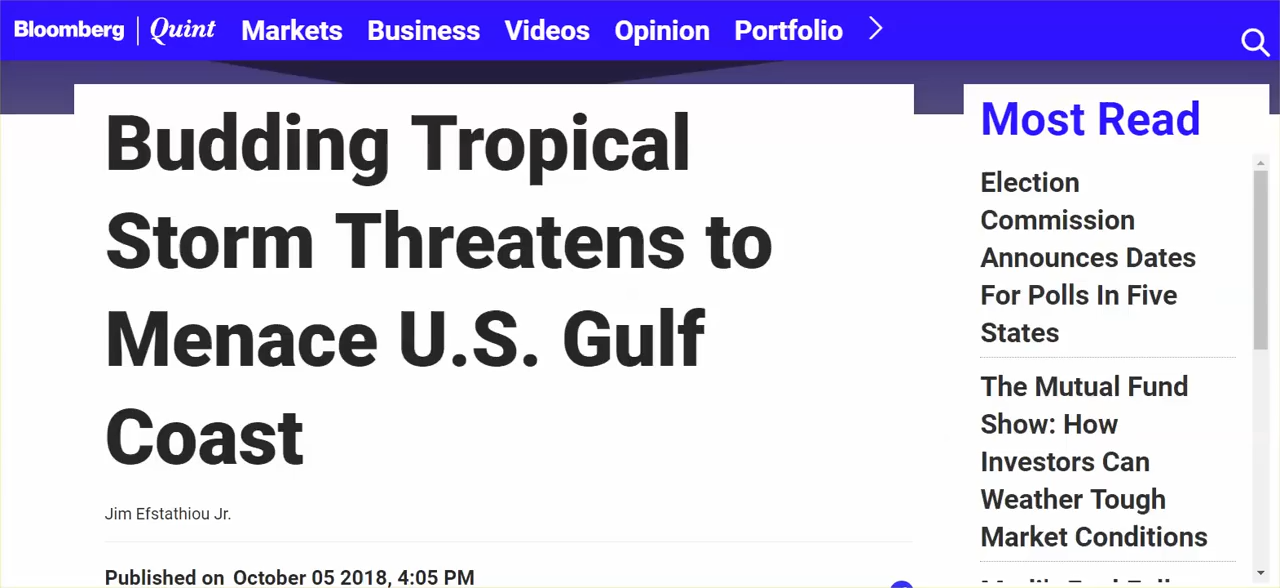 Bloomberg | Quint Markets Business Videos Opinion Portfolio
Budding Tropical
Storm Threatens to
Menace U.S. Gulf
Coast
Jim Efstathiou Jr.
Published on October 05 2018, 4:05 PM
Most Read
Election
Commission
Announces Dates
For Polls In Five
States
The Mutual Fund
Show: How
Investors Can
Weather Tough
Market Conditions